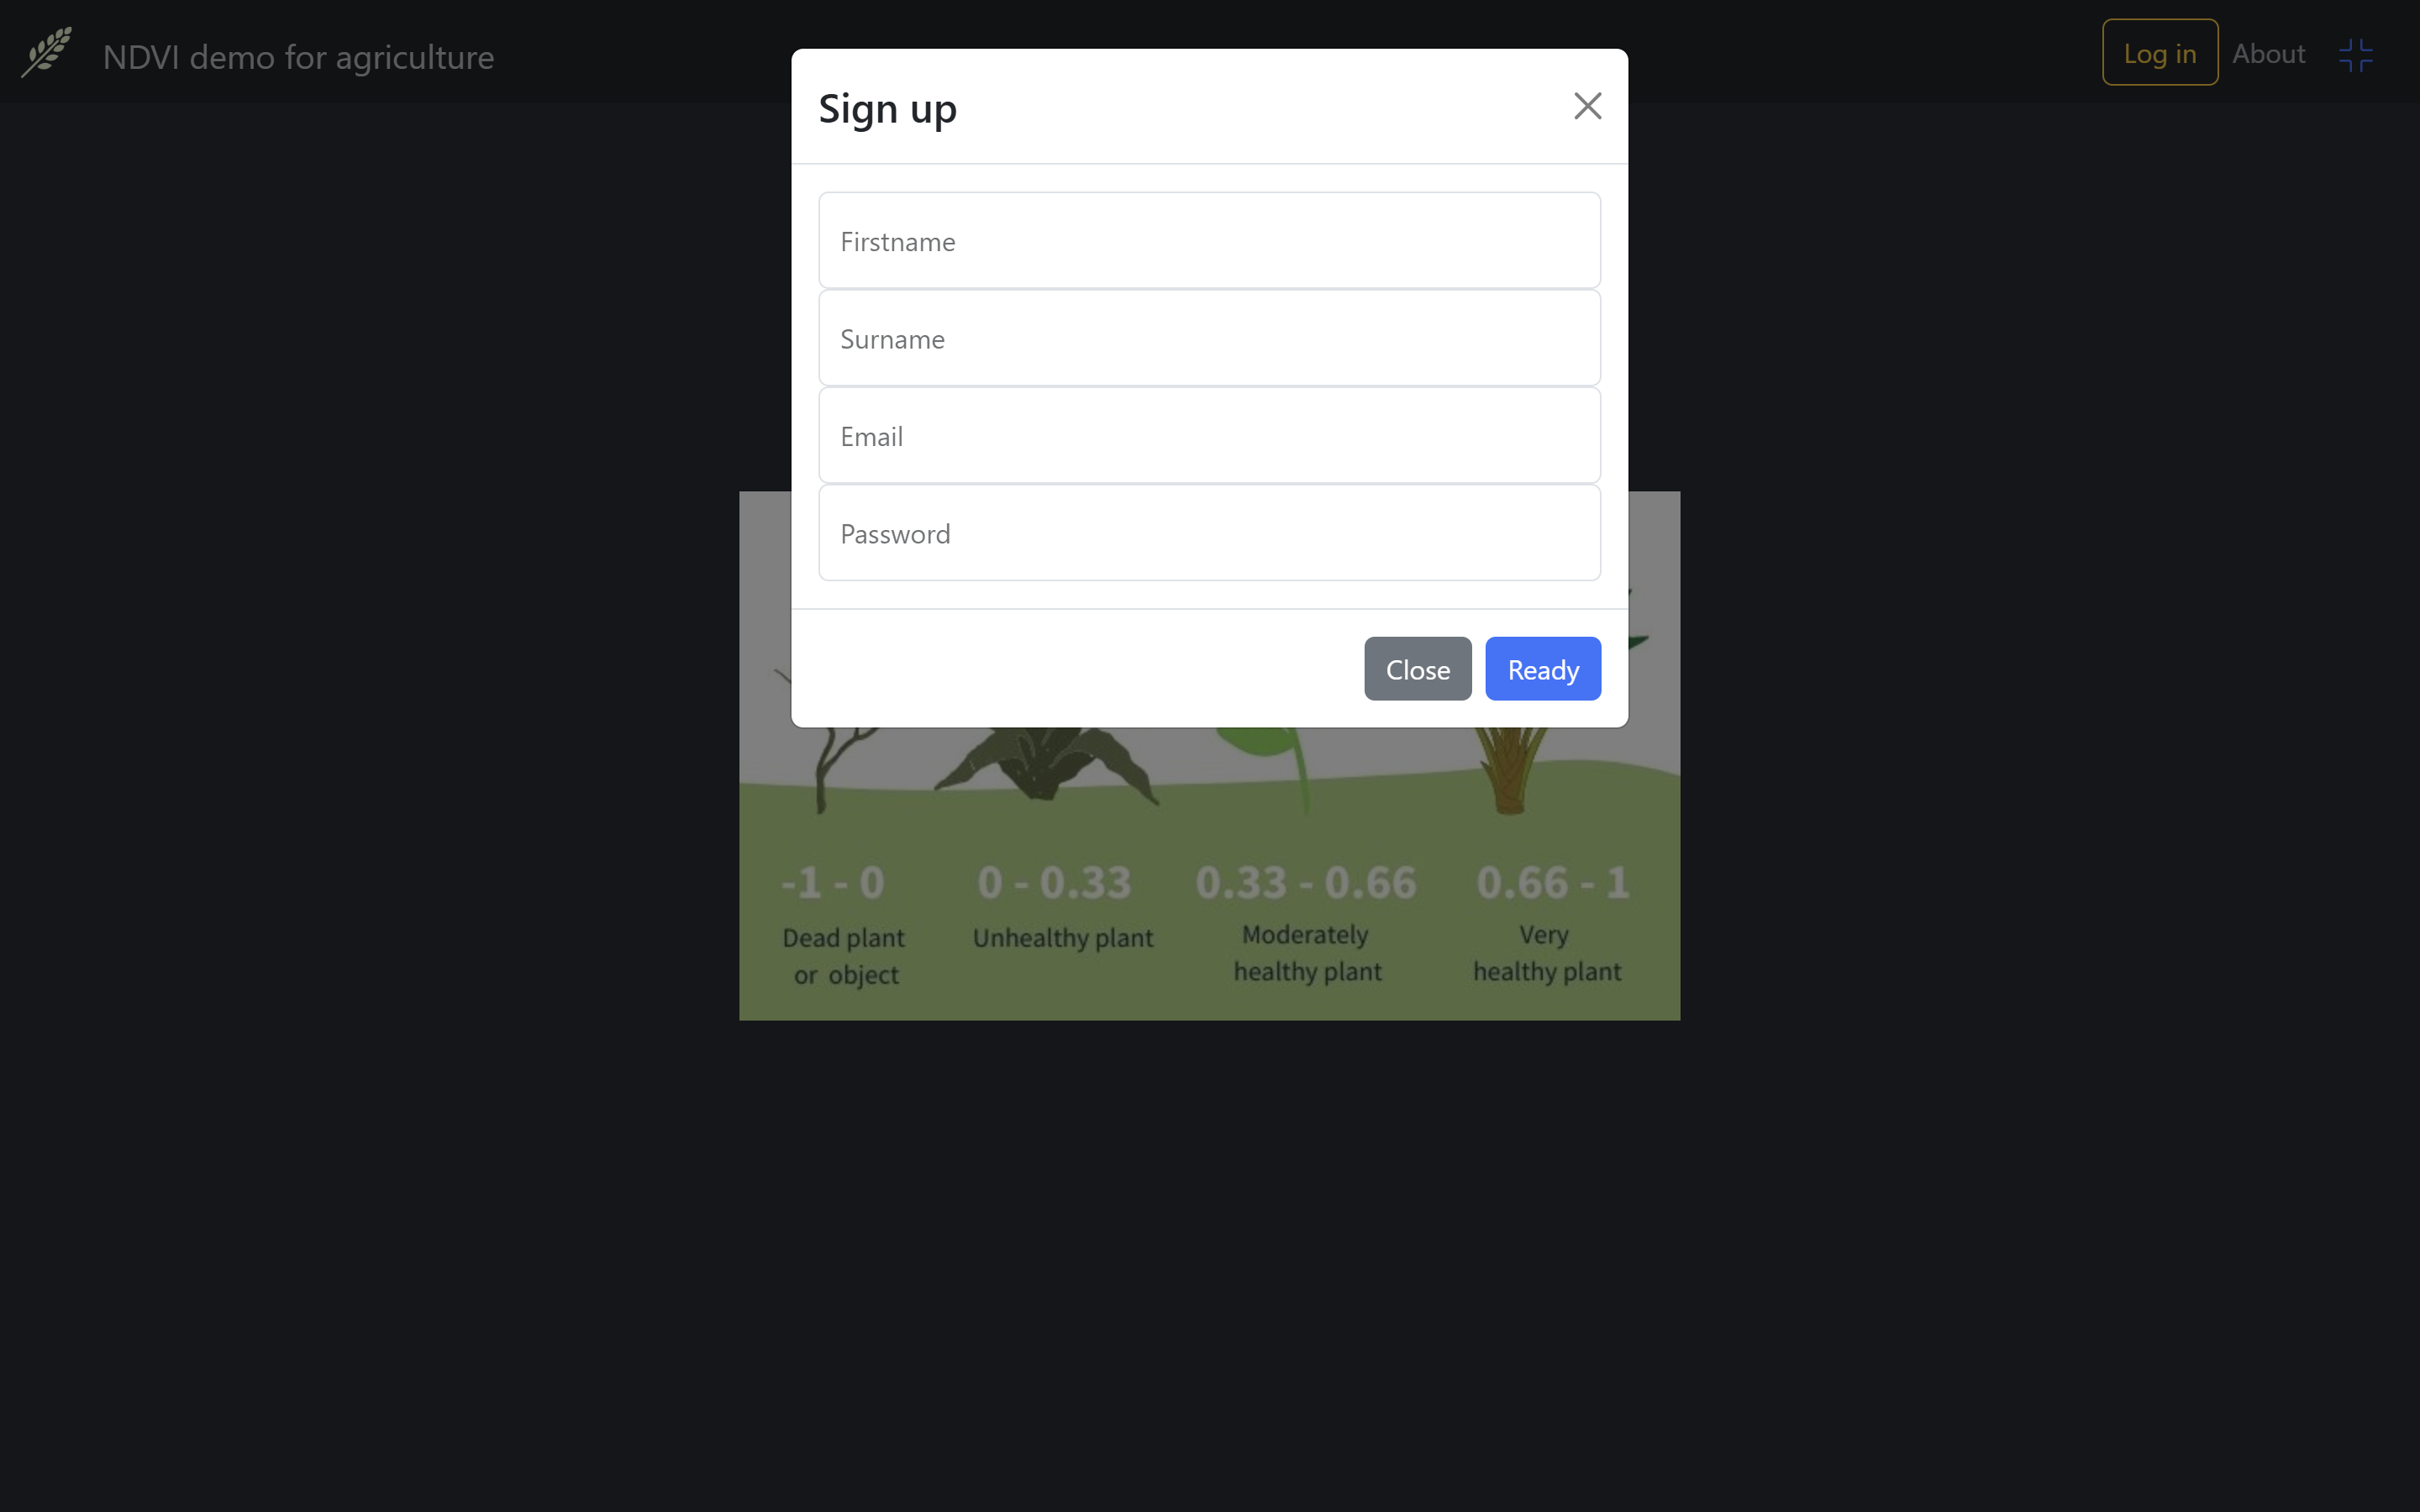 NDVI demo for agriculture
Log in
About
Sign up
Firstname
Surname
Email
Password
Close
Ready
-1 - 0
0 - 0.33
0.33 - 0.66
0.66 - 1
Dead plant
or object
Unhealthy plant
Moderately
healthy plant
Very
healthy plant